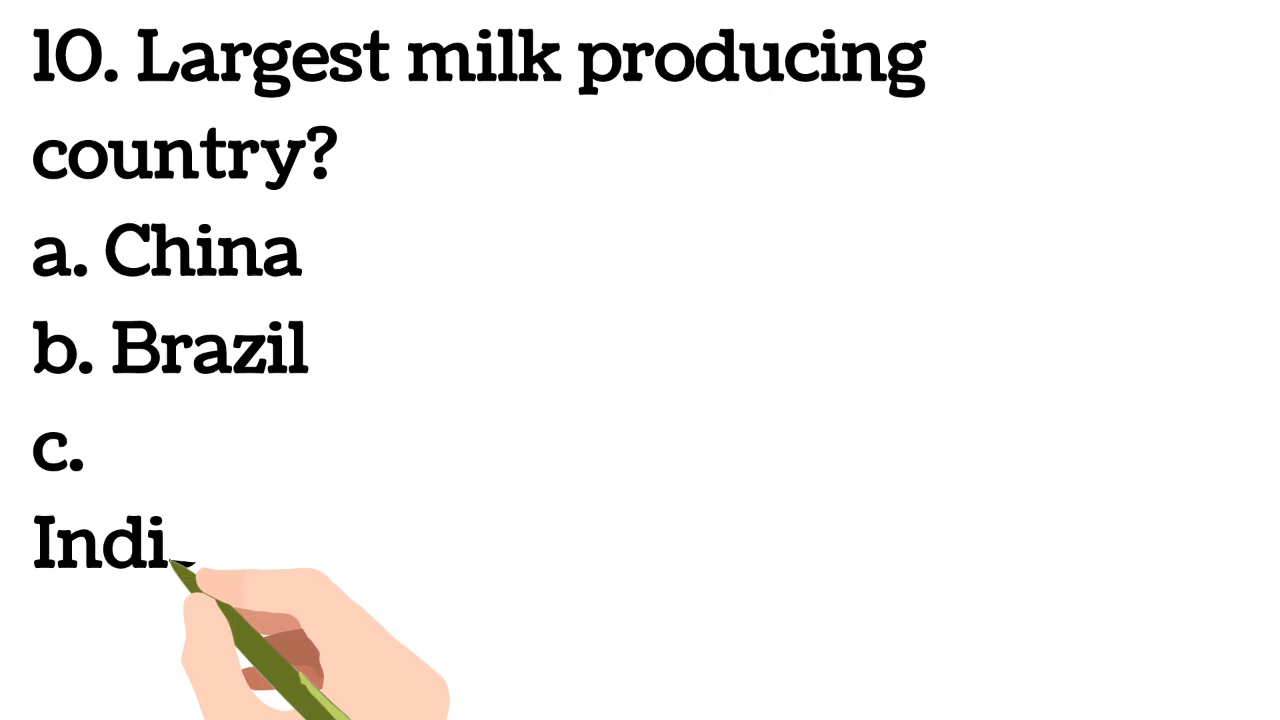 10. Largest milk producing
country?
a. China
b. Brazil
c.
Indi